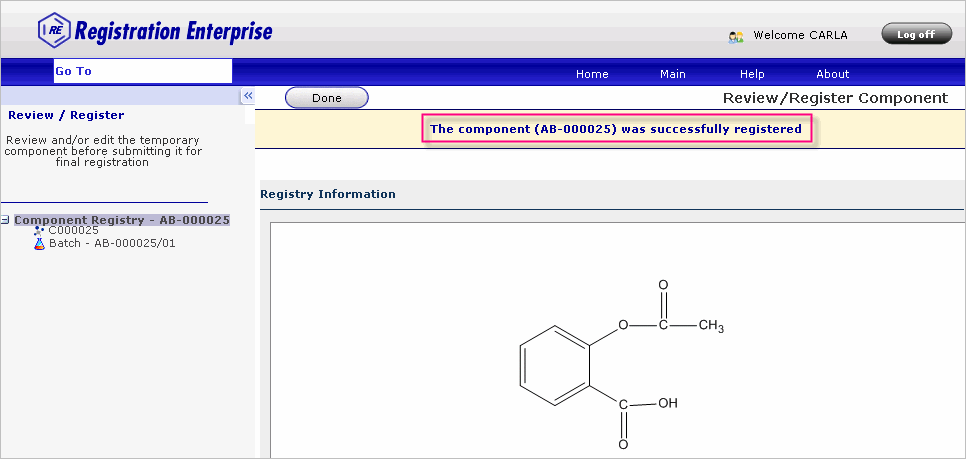 RE Registration Enterprise
Welcome CARLA
Log off
Go To
Home Main Help About
«
Done
Review/Register Component
Review / Register
The component (AB-000025) was successfully registered
Review and/or edit the temporary
component before submitting it for
final registration
Registry Information
Component Registry - AB-000025
C000025
Batch - AB-000025/01
O
O
C
CH3
C
OH
O